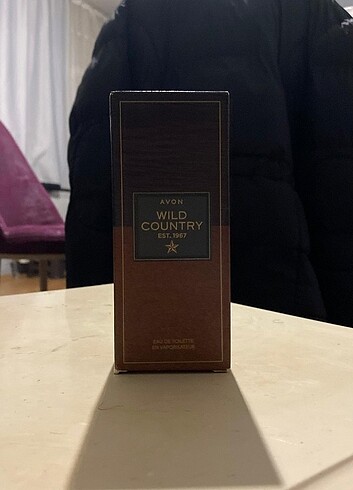 AVON
WILD
COUNTRY
EST. 1967
EAU DE TOILETTE
EN VAPORISATEUR